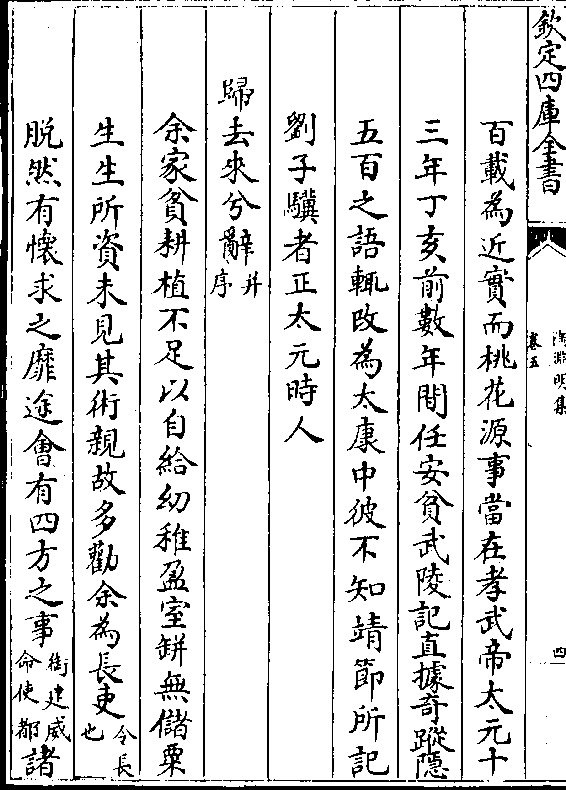 欽定四庫全書
陶淵明集
卷五
四
百載為近實而桃花源事當在孝武帝太元十
三年丁亥前數年間任安貧武陵記直據奇蹤隱
五百之語輒改為太康中彼不知靖節所記
劉子驥者正太元時人
歸去來兮辭并序
余家貧耕植不足以自給幼稚盈室缾無儲粟
生生所資未見其術親故多勸余為長吏令長也
脫然有懷求之靡途會有四方之事銜建威命使都諸